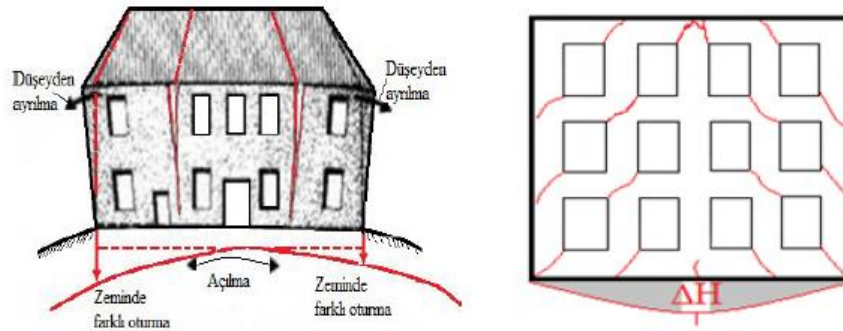 Düşeyden
ayrılma
Düşeyden
ayrılma
Açılma
Zeminde
farklı oturma
Zeminde
farklı oturma
ΔH